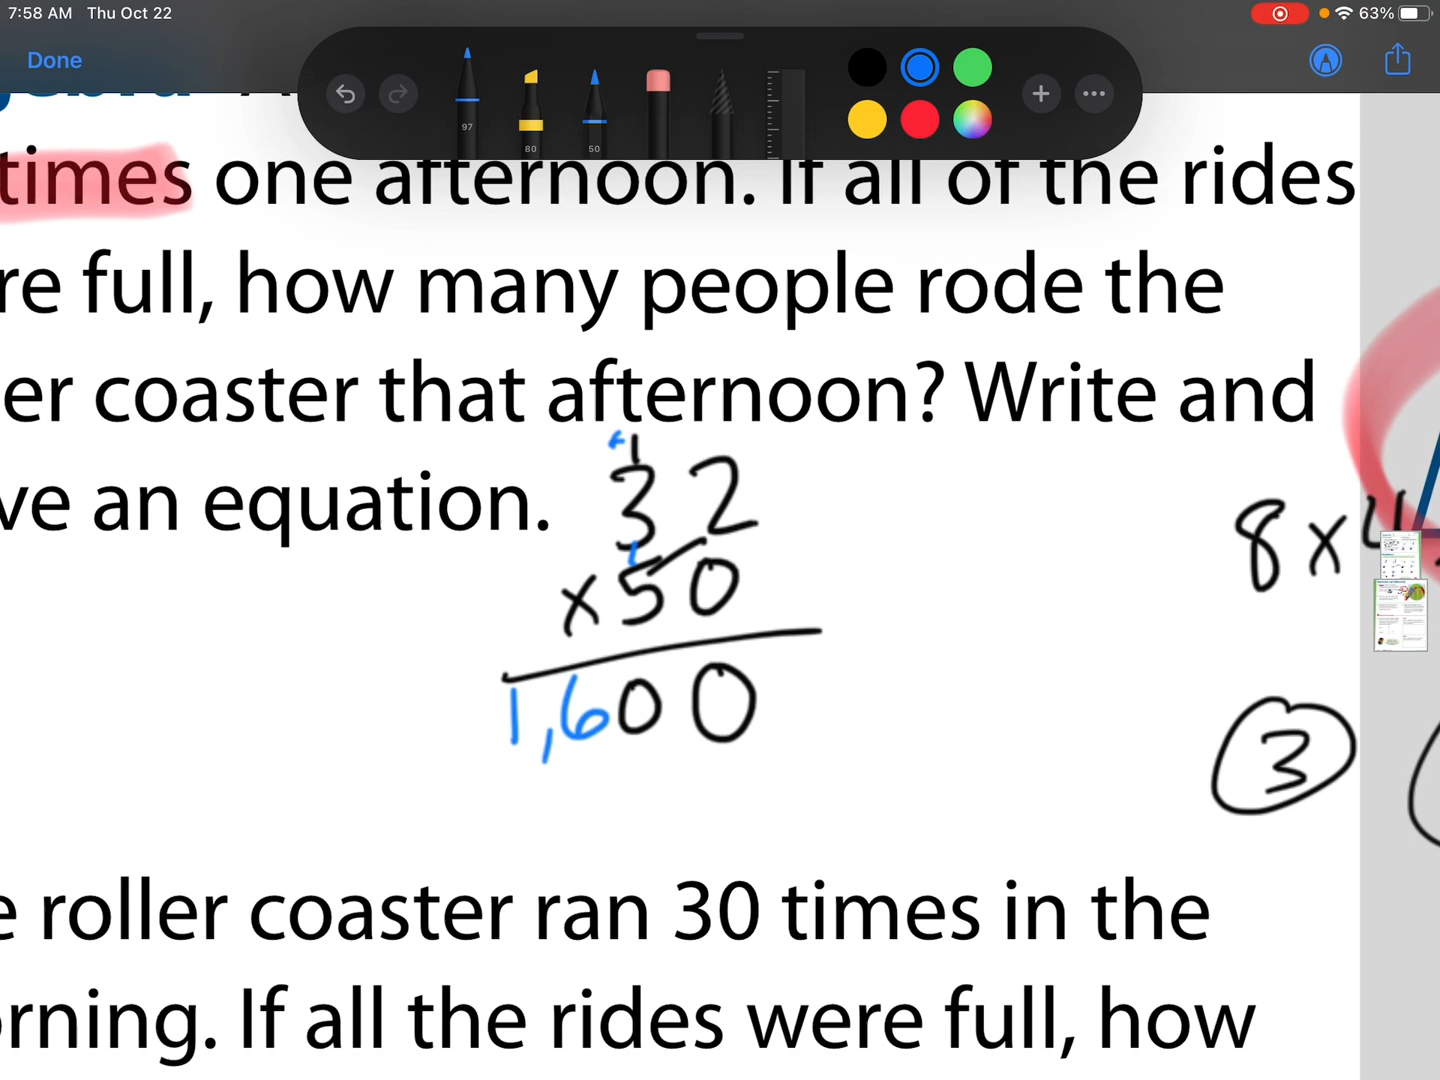 7:58 AM Thu Oct 22
63%
Done
97
80
50
times one afternoon. If all of the rides
re full, how many people rode the
er coaster that afternoon? Write and
ve an equation.
+1
32
1
x50
1,600
8x4
3
e roller coaster ran 30 times in the
orning. If all the rides were full, how